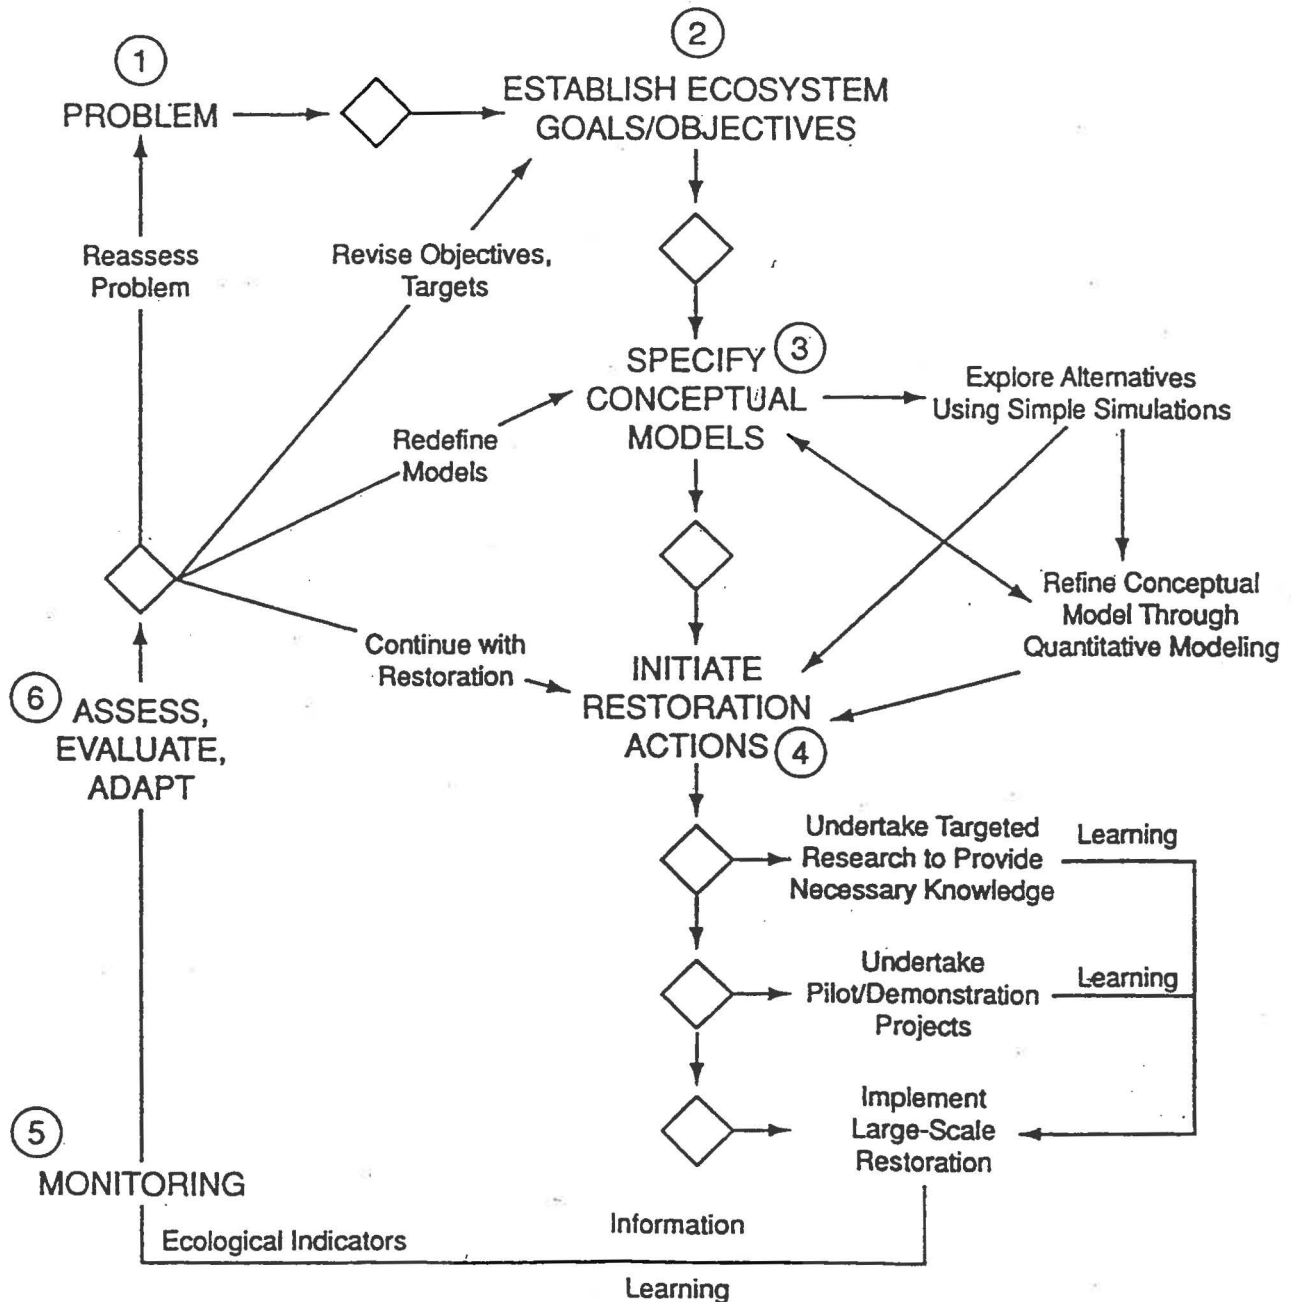 1
PROBLEM
2
ESTABLISH ECOSYSTEM
GOALS/OBJECTIVES
Reassess
Problem
Revise Objectives,
Targets
3
SPECIFY
CONCEPTUAL
MODELS
Explore Alternatives
Using Simple Simulations
Redefine
Models
Refine Conceptual
Model Through
Quantitative Modeling
Continue with
Restoration
INITIATE
RESTORATION
ACTIONS
4
6
ASSESS,
EVALUATE,
ADAPT
Undertake Targeted
Research to Provide
Necessary Knowledge
Learning
Undertake
Pilot/Demonstration
Projects
Learning
Implement
Large-Scale
Restoration
5
MONITORING
Ecological Indicators
Information
Learning